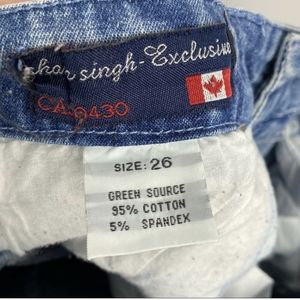 singh-Exclusive
CA.9430
SIZE: 26
GREEN SOURCE
95% COTTON
5% SPANDEX